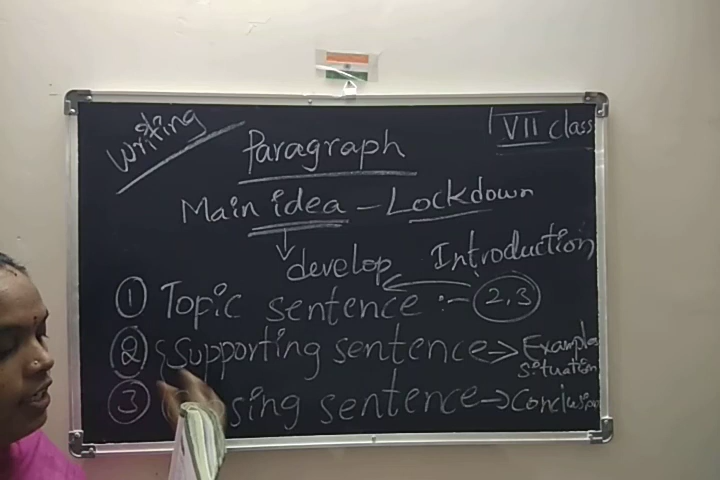 Writing
VII class
Paragraph
Main idea - Lockdown
develop Introduction
① Topic sentence :- 2,3
② { Supporting sentence → Examples
situation
③ sing sentence → Conclusion